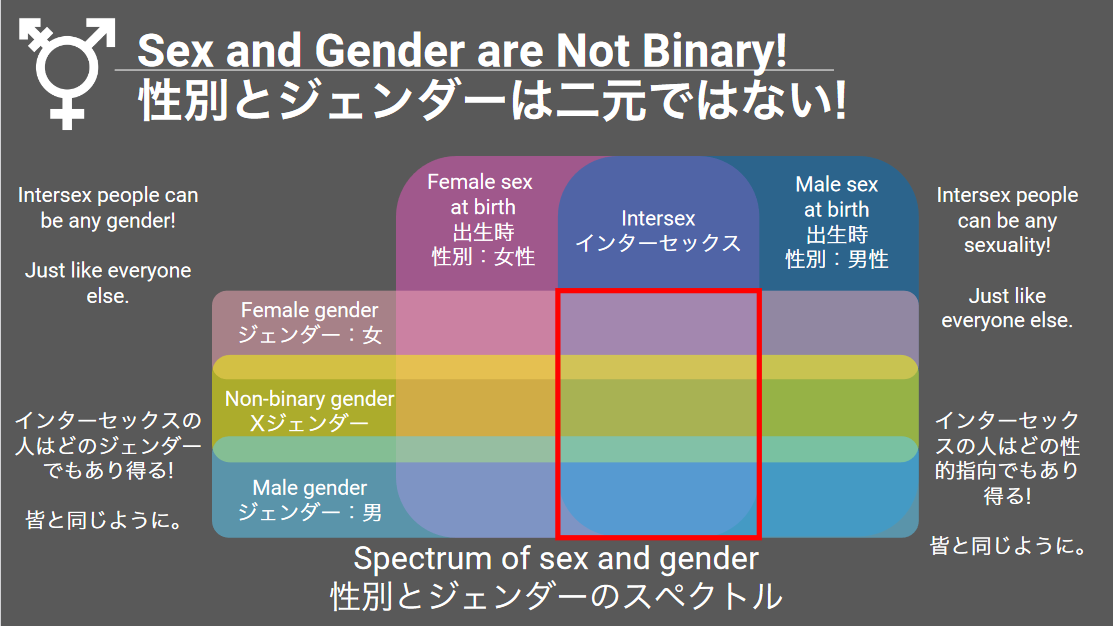 Sex and Gender are Not Binary!
性別とジェンダーは二元ではない!
Intersex people can
be any gender!
Just like everyone
else.
インターセックスの
人はどのジェンダー
でもあり得る!
皆と同じように。
Female sex
at birth
出生時
性別：女性
Intersex
インターセックス
Male sex
at birth
出生時
性別：男性
Female gender
ジェンダー：女
Non-binary gender
Xジェンダー
Male gender
ジェンダー：男
Intersex people
can be any
sexuality!
Just like
everyone else.
インターセック
スの人はどの性
的指向でもあり
得る!
皆と同じように。
Spectrum of sex and gender
性別とジェンダーのスペクトル